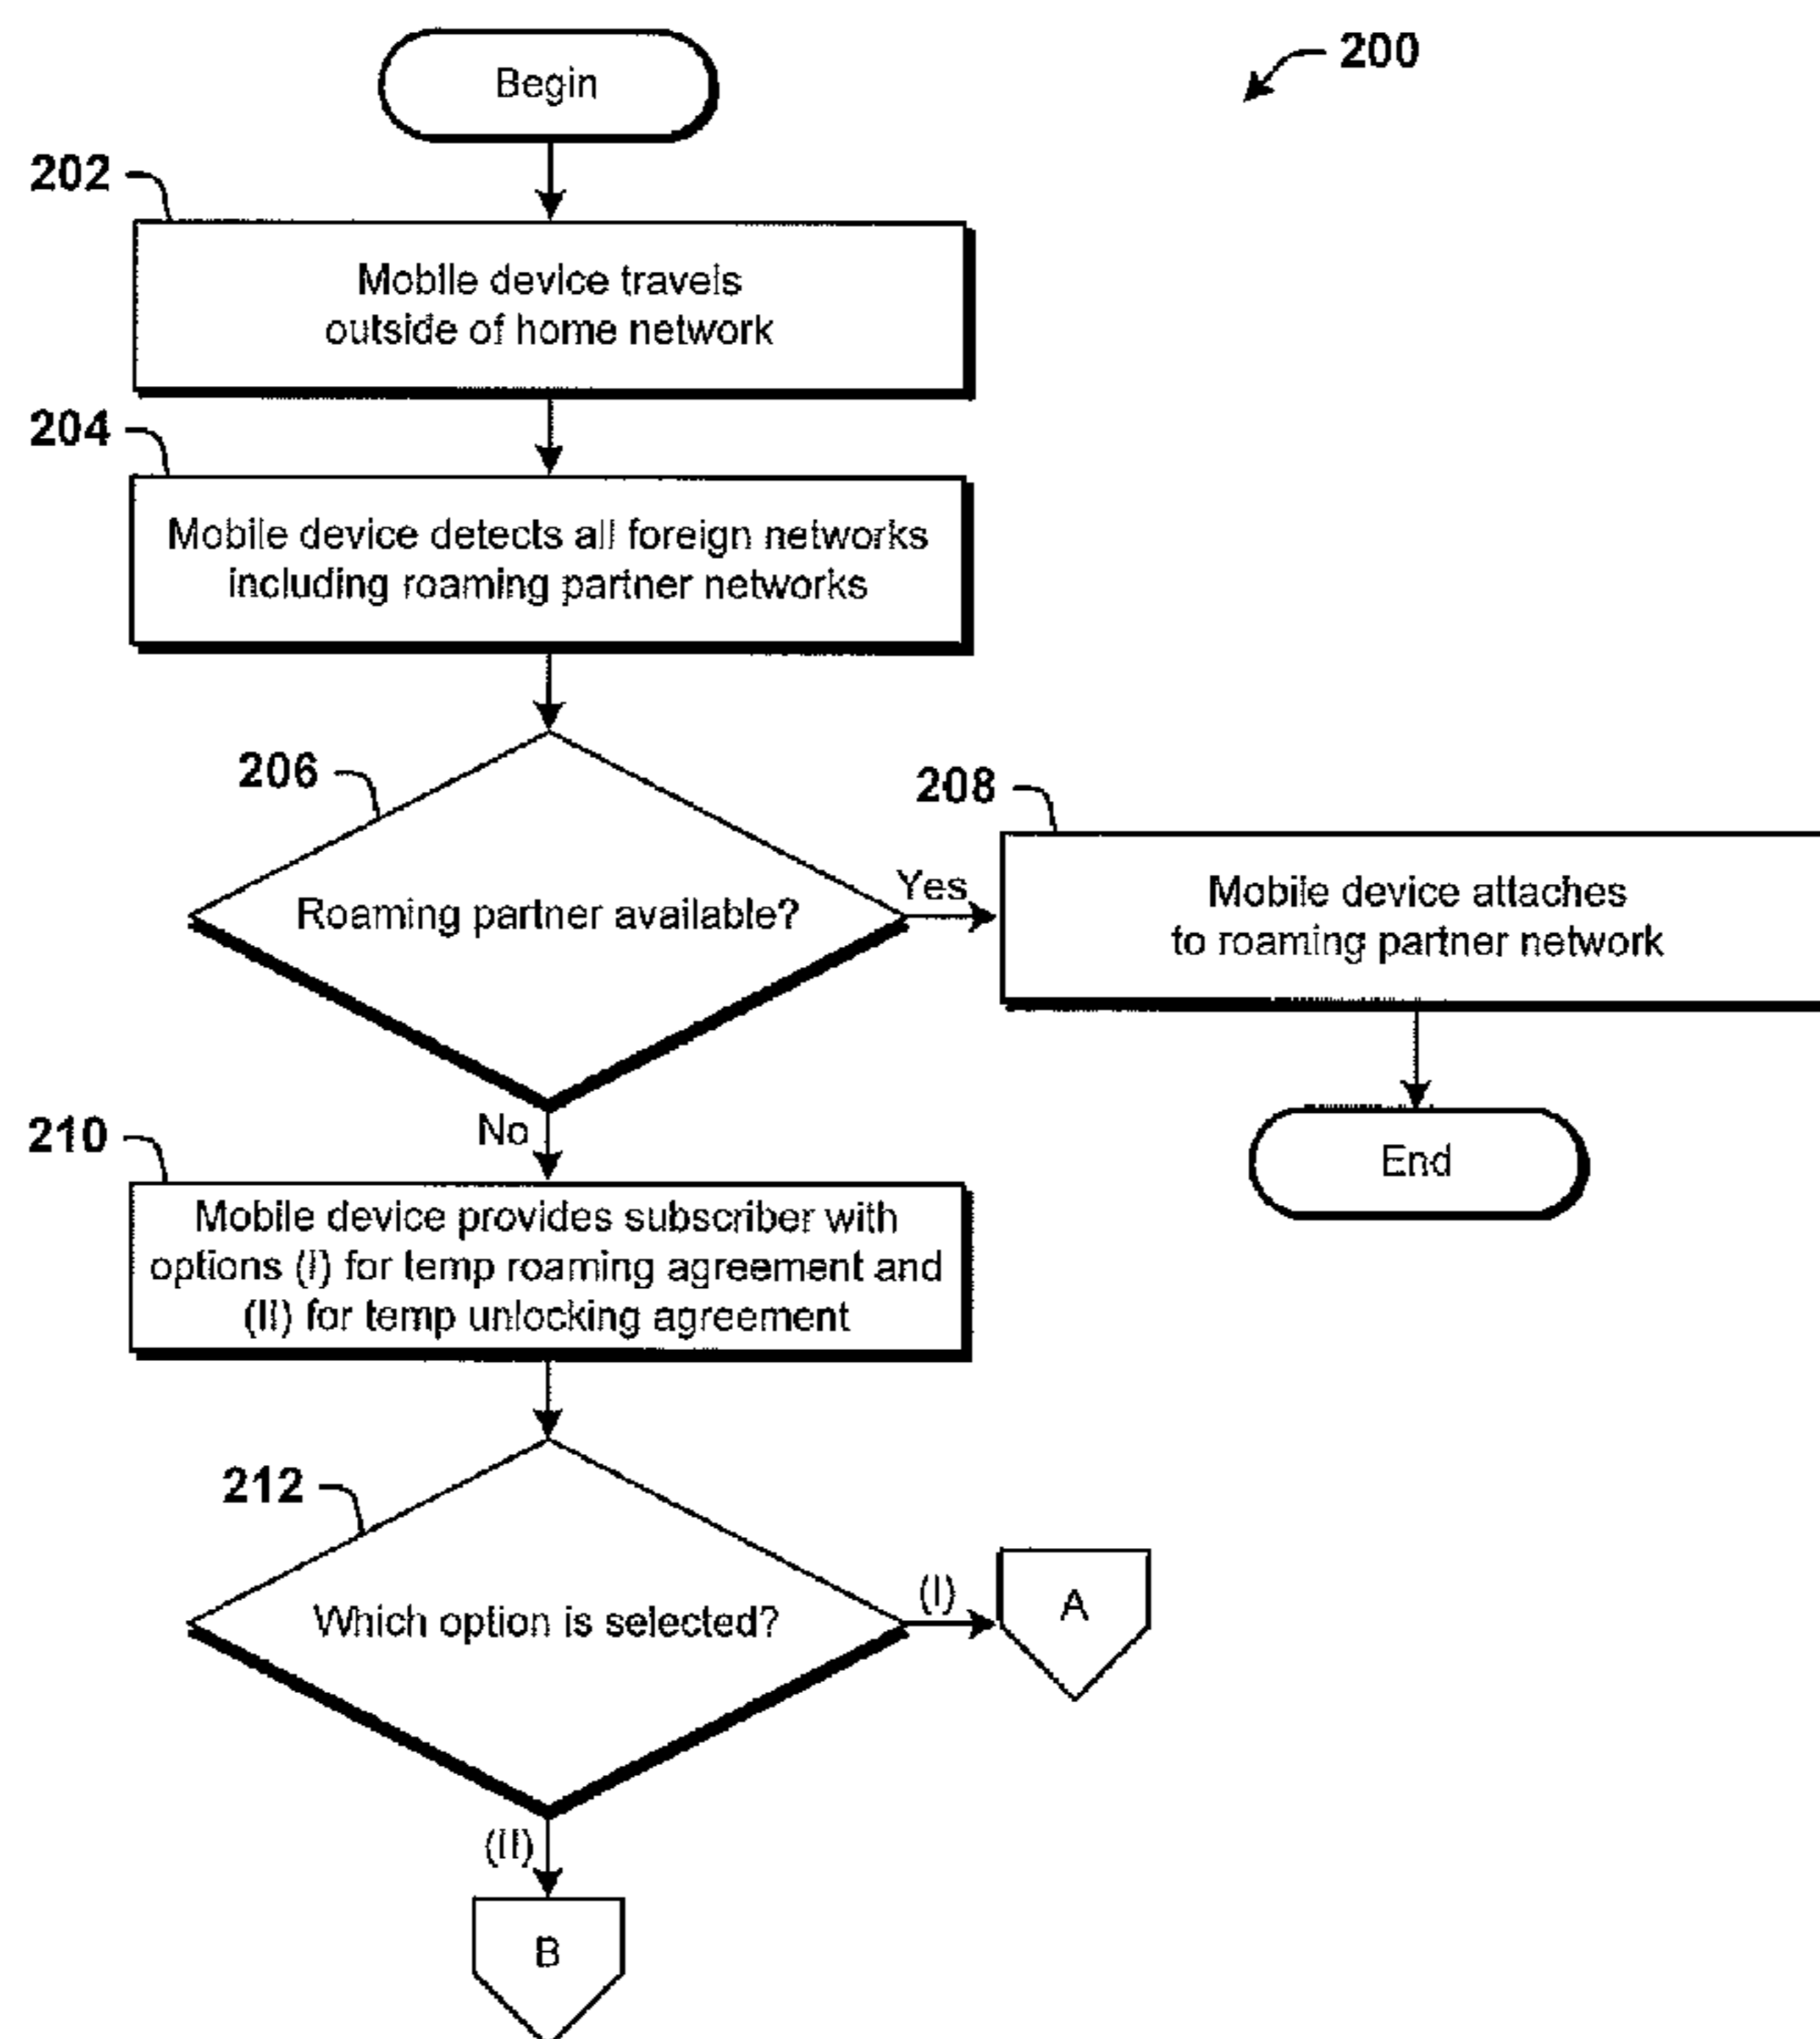 Begin
200
202
Mobile device travels
outside of home network
204
Mobile device detects all foreign networks
including roaming partner networks
206
Roaming partner available?
Yes
208
Mobile device attaches
to roaming partner network
End
No
210
Mobile device provides subscriber with
options (I) for temp roaming agreement and
(II) for temp unlocking agreement
212
Which option is selected?
(I)
A
(II)
B